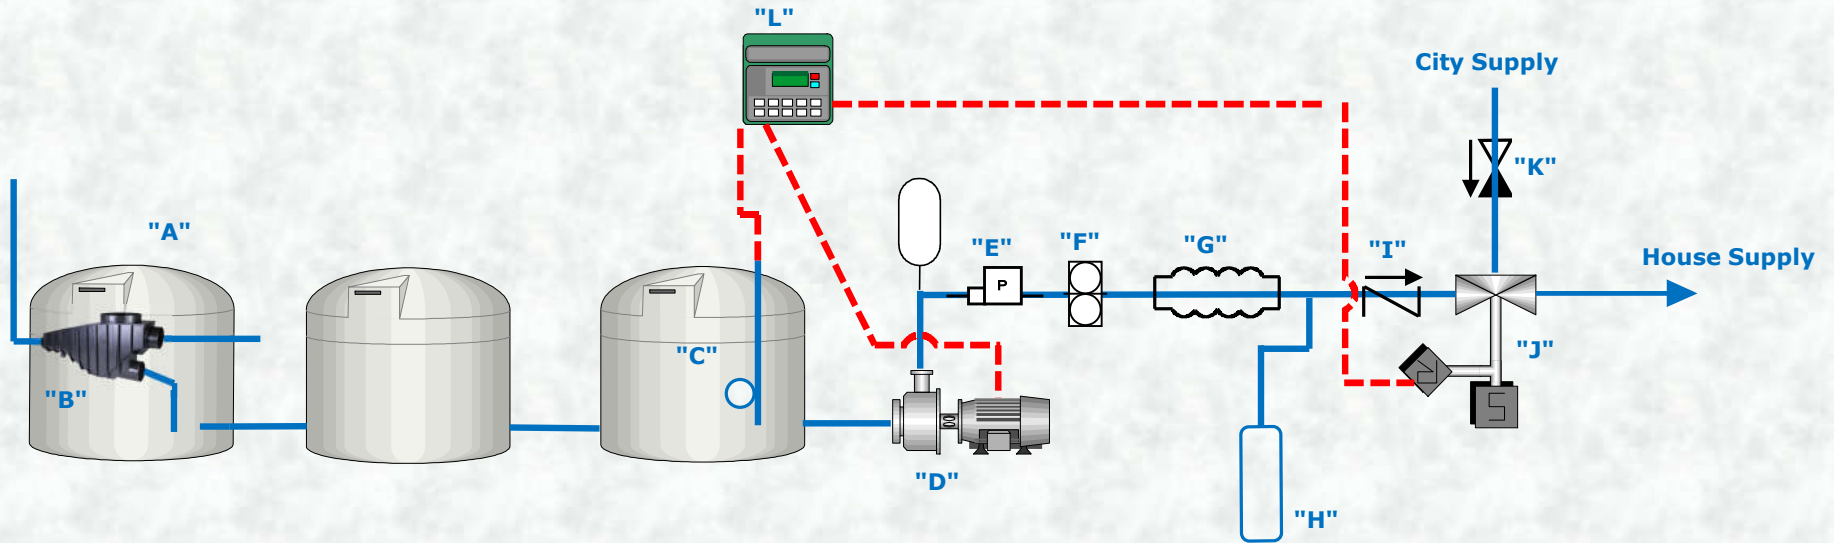 "L"
City Supply
"K"
"A"
"E"
"F"
"G"
"I"
House Supply
P
"C"
"J"
"B"
"D"
"H"